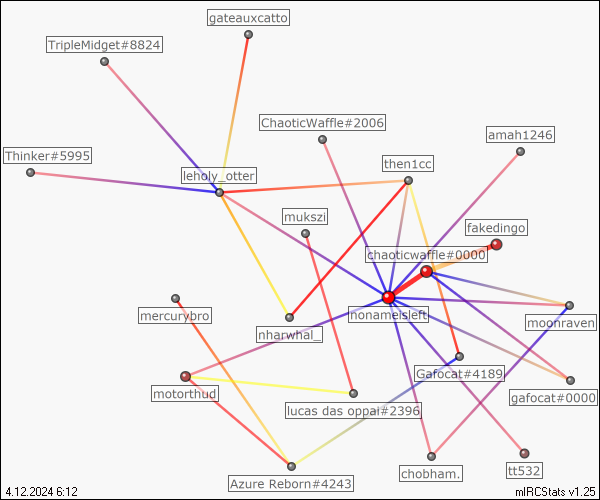 gateauxcatto
TripleMidget#8824
ChaoticWaffle#2006
amah1246
Thinker#5995
then1cc
leholy_otter
mukszi
fakedingo
chaoticwaffle#0000
mercurybro
nonameisleft
moonraven
nharwhal_
Gafocat#4189
motorthud
gafocat#0000
lucas das oppai#2396
chobham.
tt532
Azure Reborn#4243
4.12.2024 6:12
mIRCStats v1.25